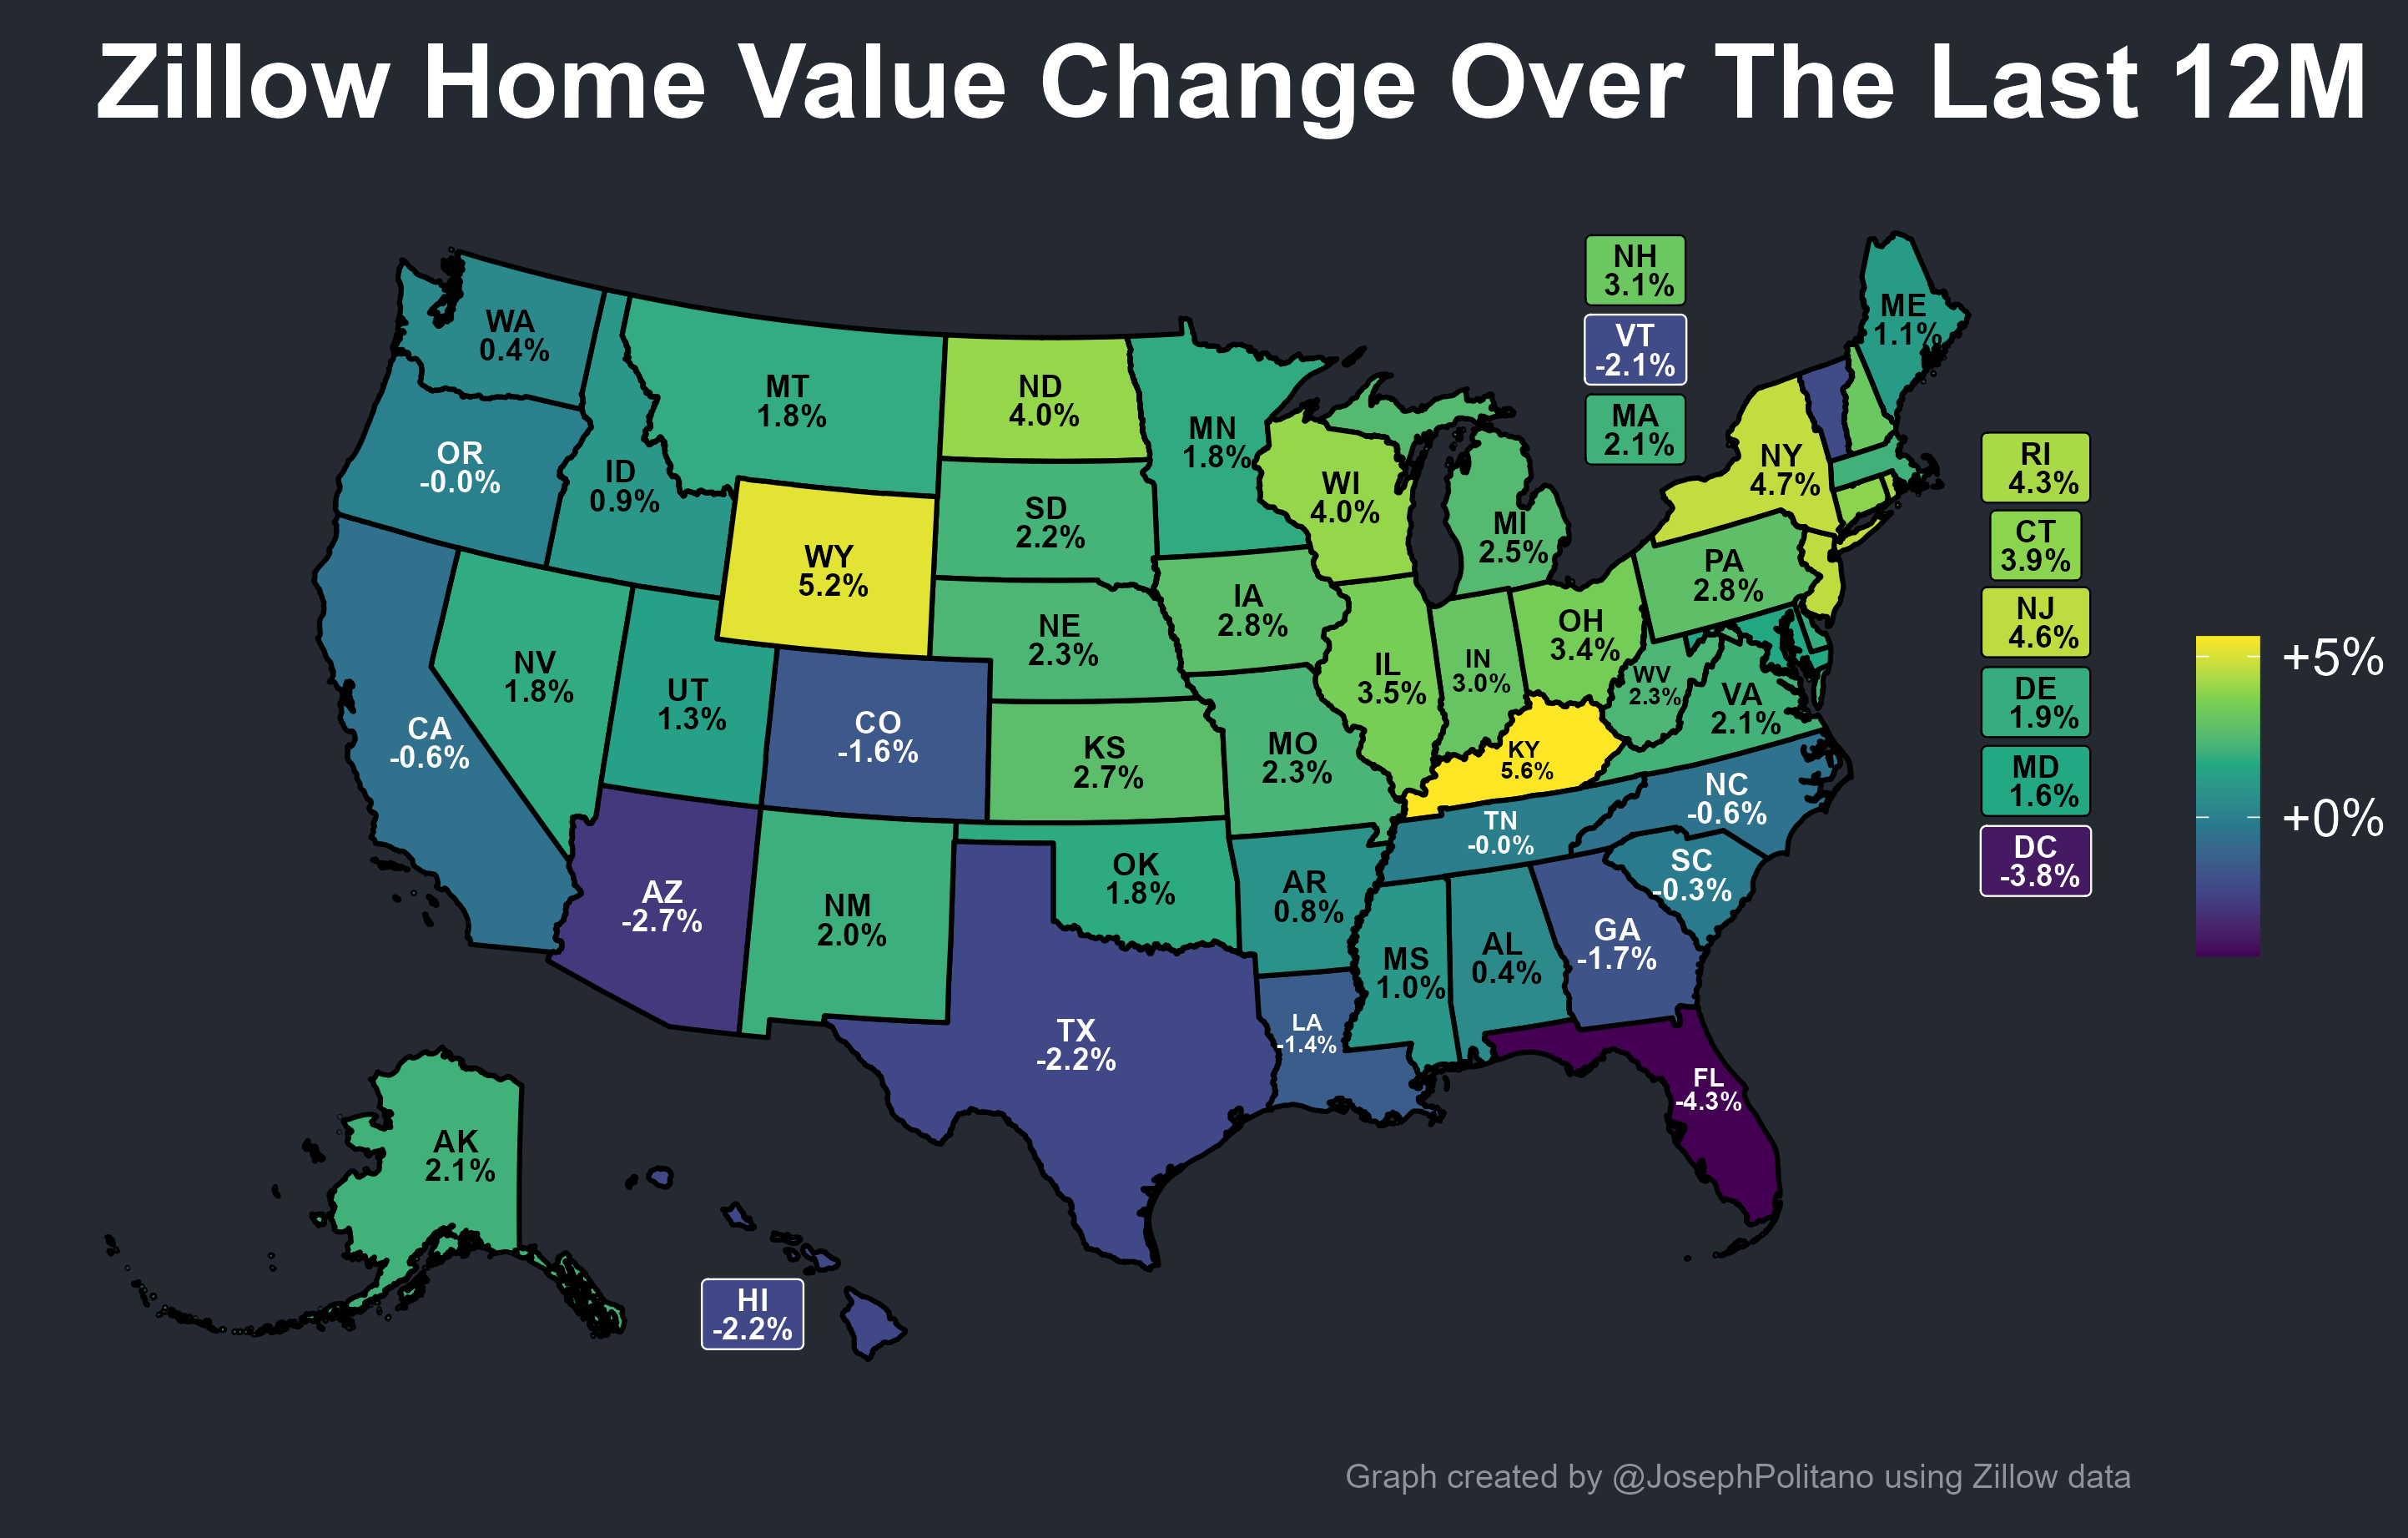 Zillow Home Value Change Over The Last 12M
NH
3.1%
VT
-2.1%
MA
2.1%
ME
1.1%
WA
0.4%
MT
1.8%
ND
4.0%
MN
1.8%
OR
-0.0%
ID
0.9%
WI
4.0%
NY
4.7%
RI
4.3%
SD
2.2%
MI
2.5%
CT
3.9%
WY
5.2%
PA
2.8%
NJ
4.6%
IA
2.8%
NE
2.3%
OH
3.4%
+5%
NV
1.8%
UT
1.3%
IL
3.5%
IN
3.0%
WV
2.3%
VA
2.1%
DE
1.9%
CA
-0.6%
CO
-1.6%
KS
2.7%
MO
2.3%
KY
5.6%
NC
-0.6%
MD
1.6%
+0%
TN
-0.0%
AZ
-2.7%
NM
2.0%
OK
1.8%
AR
0.8%
SC
-0.3%
DC
-3.8%
MS
1.0%
AL
0.4%
GA
-1.7%
TX
-2.2%
LA
-1.4%
FL
-4.3%
AK
2.1%
HI
-2.2%
Graph created by @JosephPolitano using Zillow data